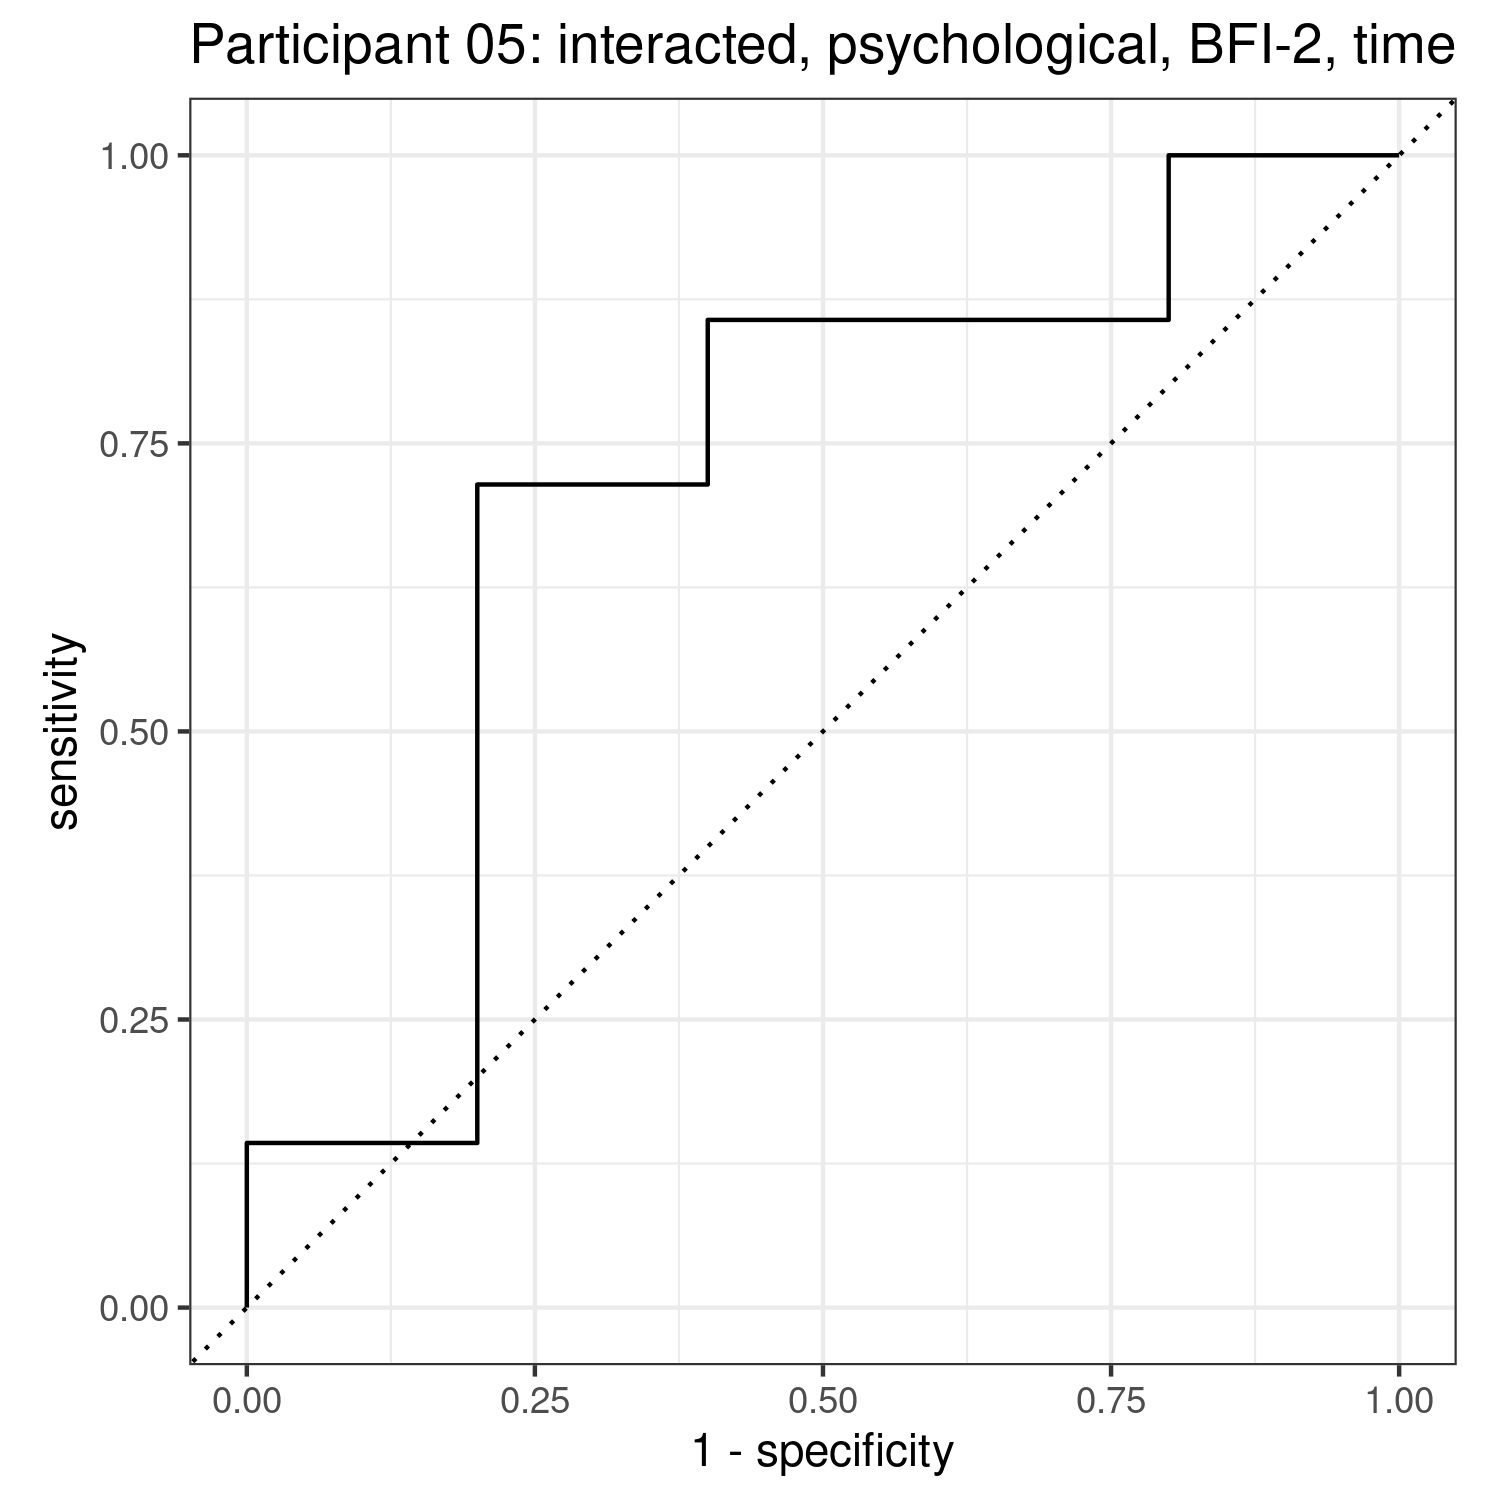 Participant 05: interacted, psychological, BFI-2, time
1.00
0.75
0.50
0.25
0.00
sensitivity
0.00 0.25 0.50 0.75 1.00
1 - specificity